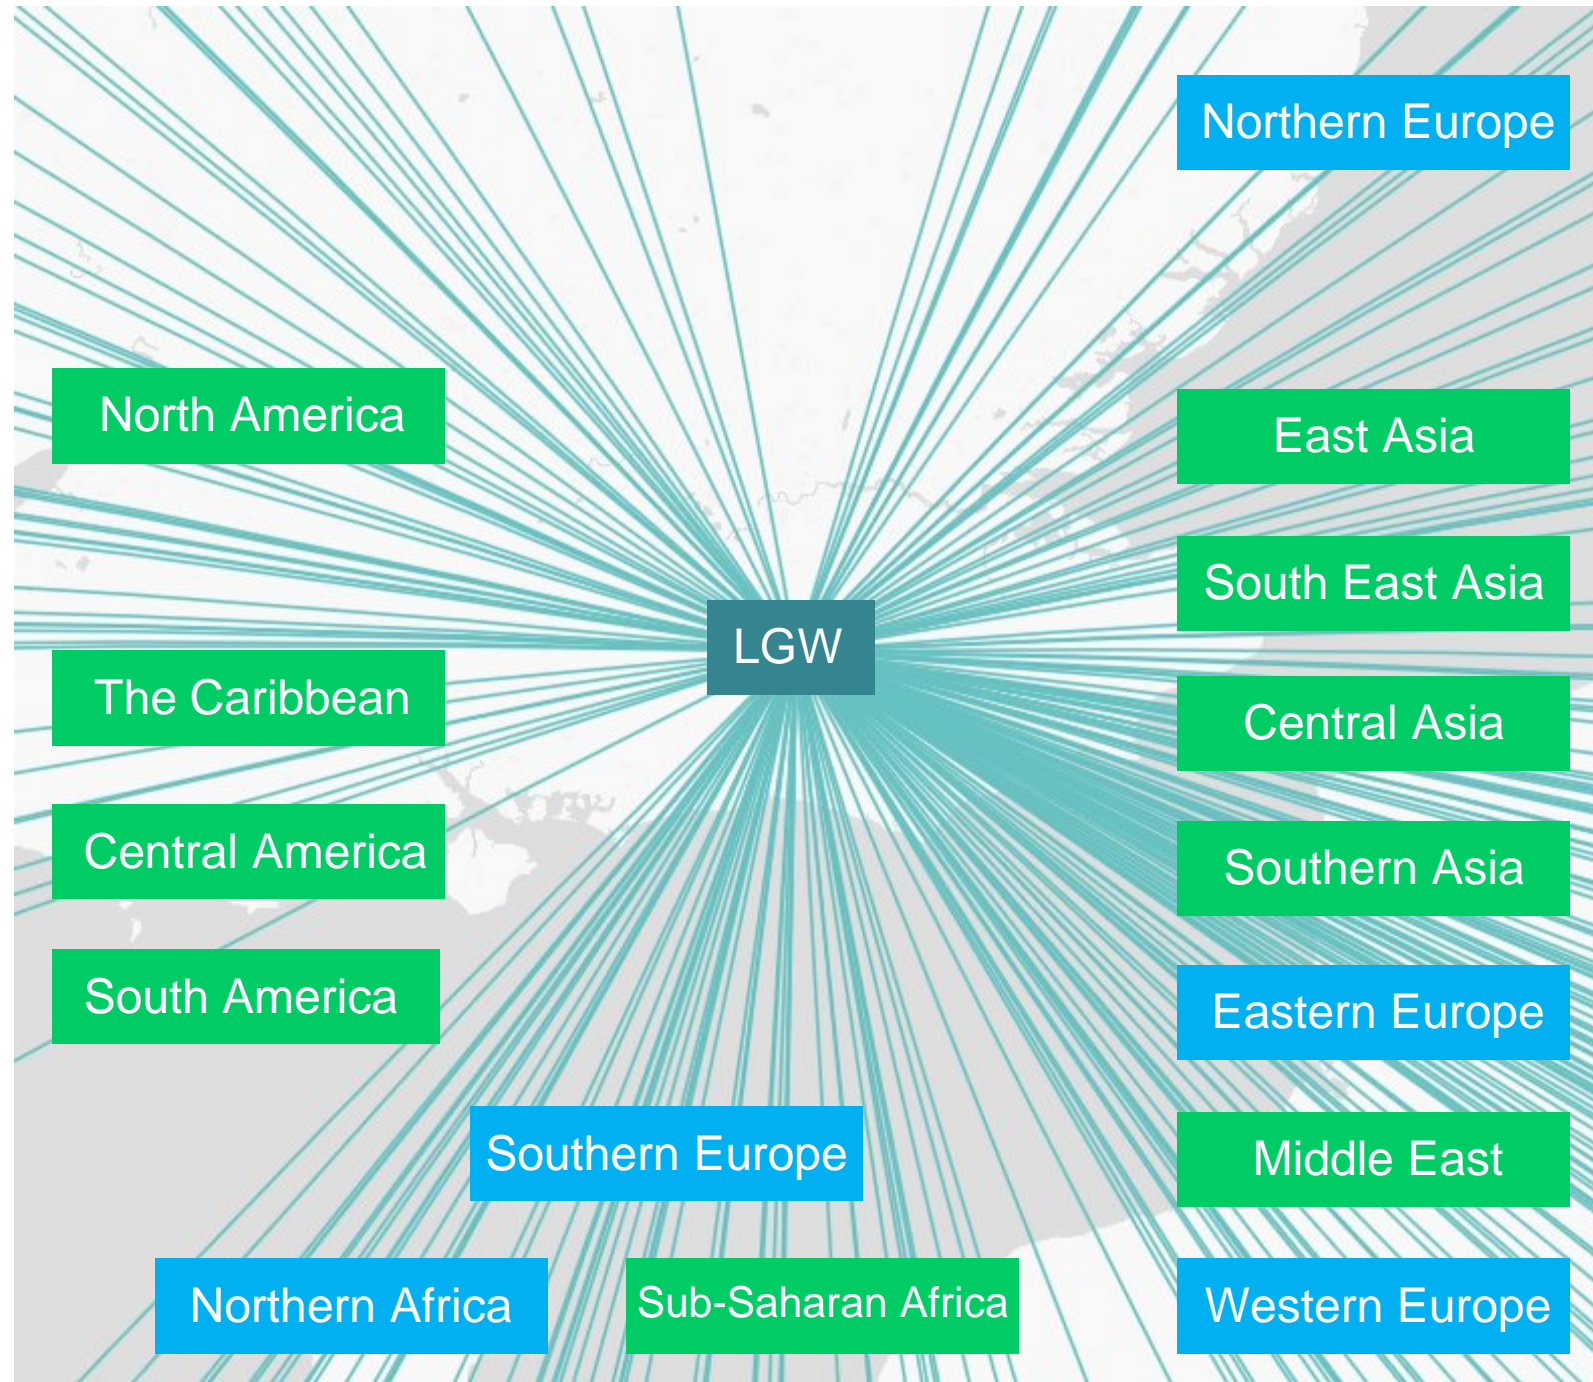 Northern Europe
North America
East Asia
South East Asia
LGW
The Caribbean
Central Asia
Central America
Southern Asia
South America
Eastern Europe
Southern Europe
Middle East
Northern Africa
Sub-Saharan Africa
Western Europe